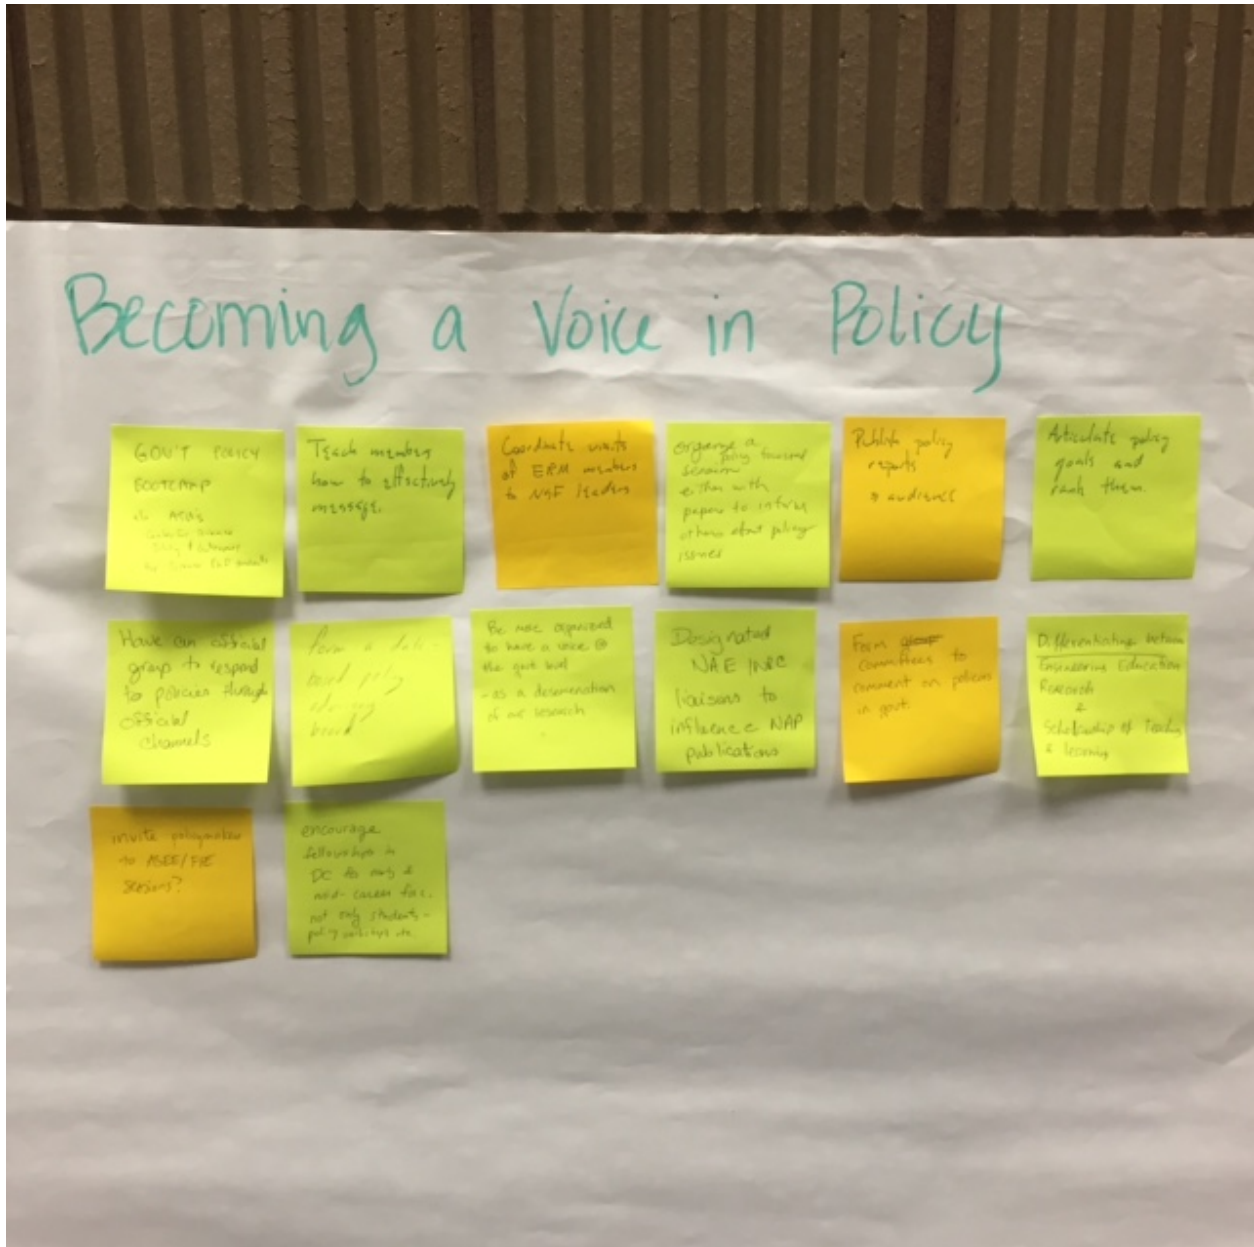 Becoming a Voice in Policy
GOV'T POLICY
BOOTCAMP
Teach members
how to effectively
message.
Coordinate visits
of ERM members
to NSF leaders
organize a
policy focused
session
either with
papers to inform
others about policy
issues
Publish policy
reports
audience
Articulate policy
goals and
rank them.
Have an official
group to respond
to policies through
official
channels
form a
policy
board.
Be more organized
to have a voice @
the govt level
- as a
of our research
Designated
NAE/NRC
liaisons to
influence NAP
publications
Form
committees to
comment on policies
in govt.
Differentiating between
Engineering Education
Research
&
Scholarship of Teaching
& learning
invite policymakers
to ASEE/FIE
sessions?
encourage
fellowships in
DC for early &
mid-career fac.
not only students -
policy